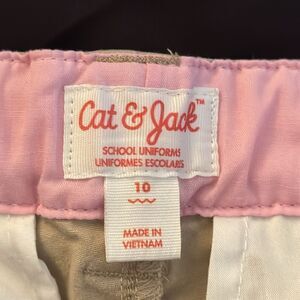 Cat & Jack™
SCHOOL UNIFORMS
UNIFORMES ESCOLARS
10
MADE IN
VIETNAM